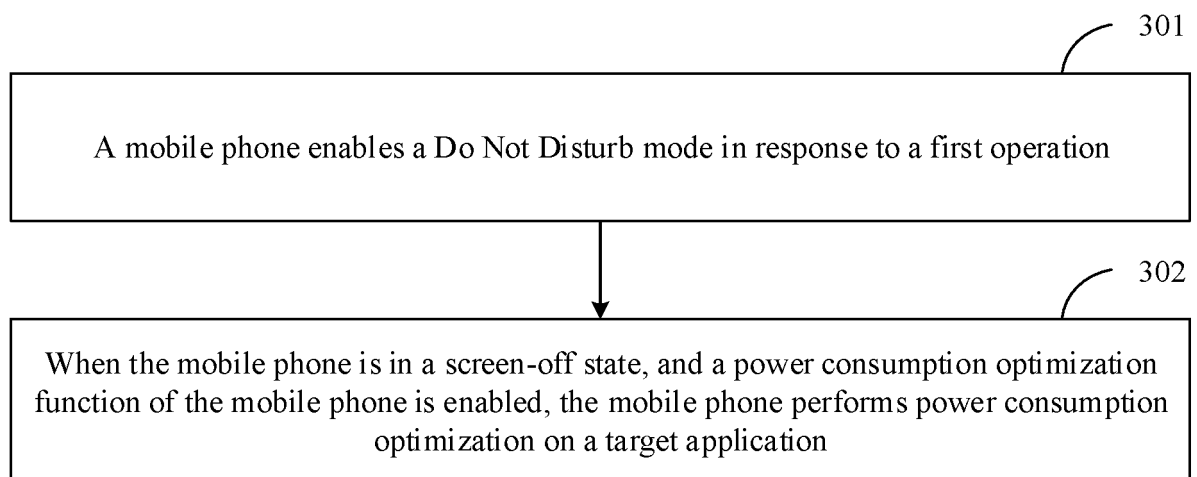 301
A mobile phone enables a Do Not Disturb mode in response to a first operation
302
When the mobile phone is in a screen-off state, and a power consumption optimization
function of the mobile phone is enabled, the mobile phone performs power consumption
optimization on a target application